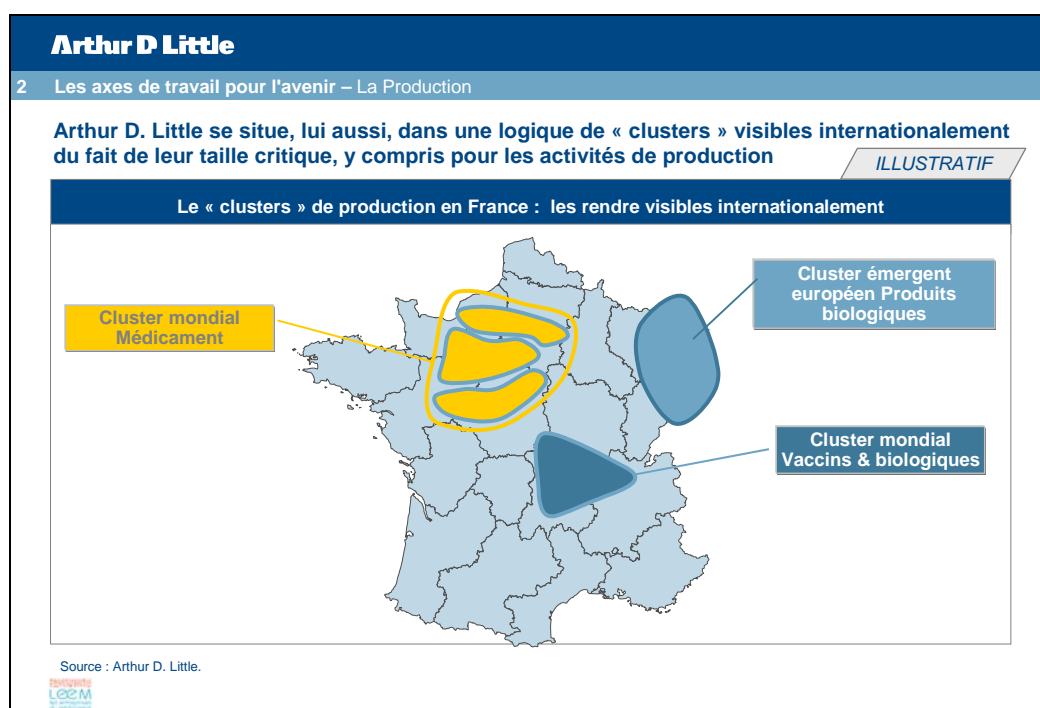 Arthur D Little
2 Les axes de travail pour l'avenir – La Production
Arthur D. Little se situe, lui aussi, dans une logique de « clusters » visibles internationalement
du fait de leur taille critique, y compris pour les activités de production
ILLUSTRATIF
Le « clusters » de production en France : les rendre visibles internationalement
Cluster émergent
européen Produits
biologiques
Cluster mondial
Médicament
Cluster mondial
Vaccins & biologiques
Source : Arthur D. Little.
LEEM